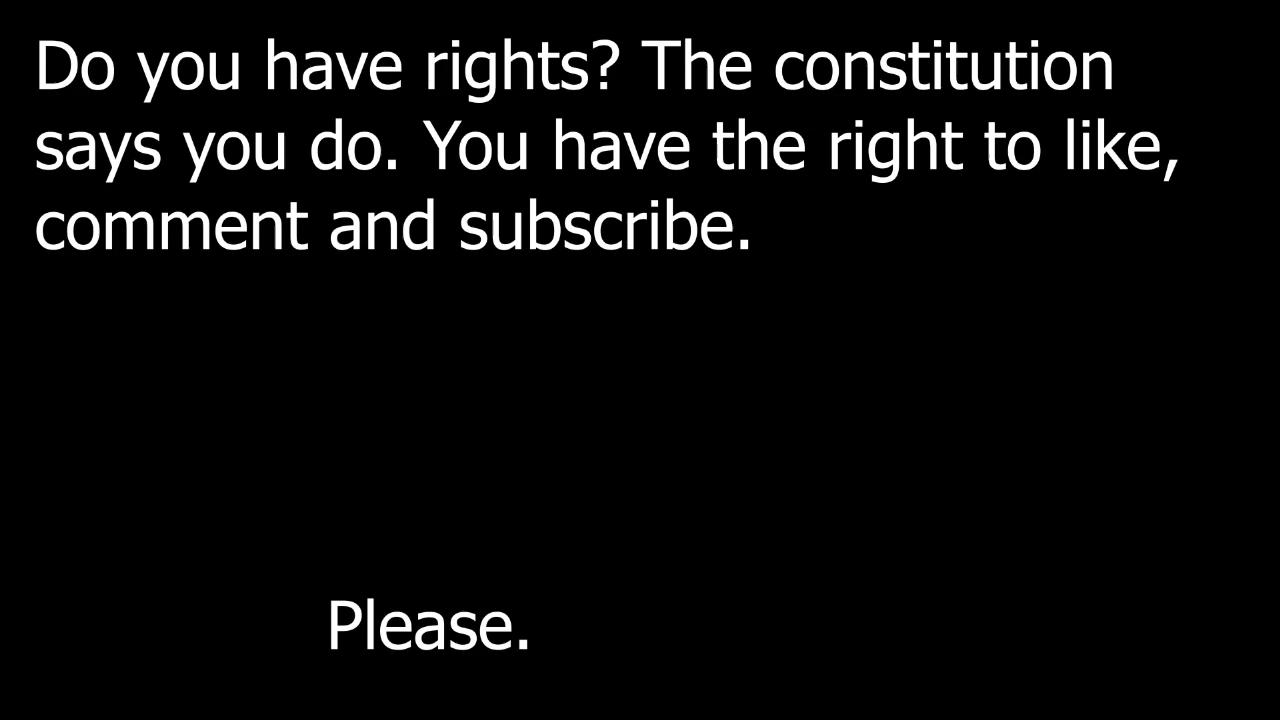 Do you have rights? The constitution
says you do. You have the right to like,
comment and subscribe.
Please.